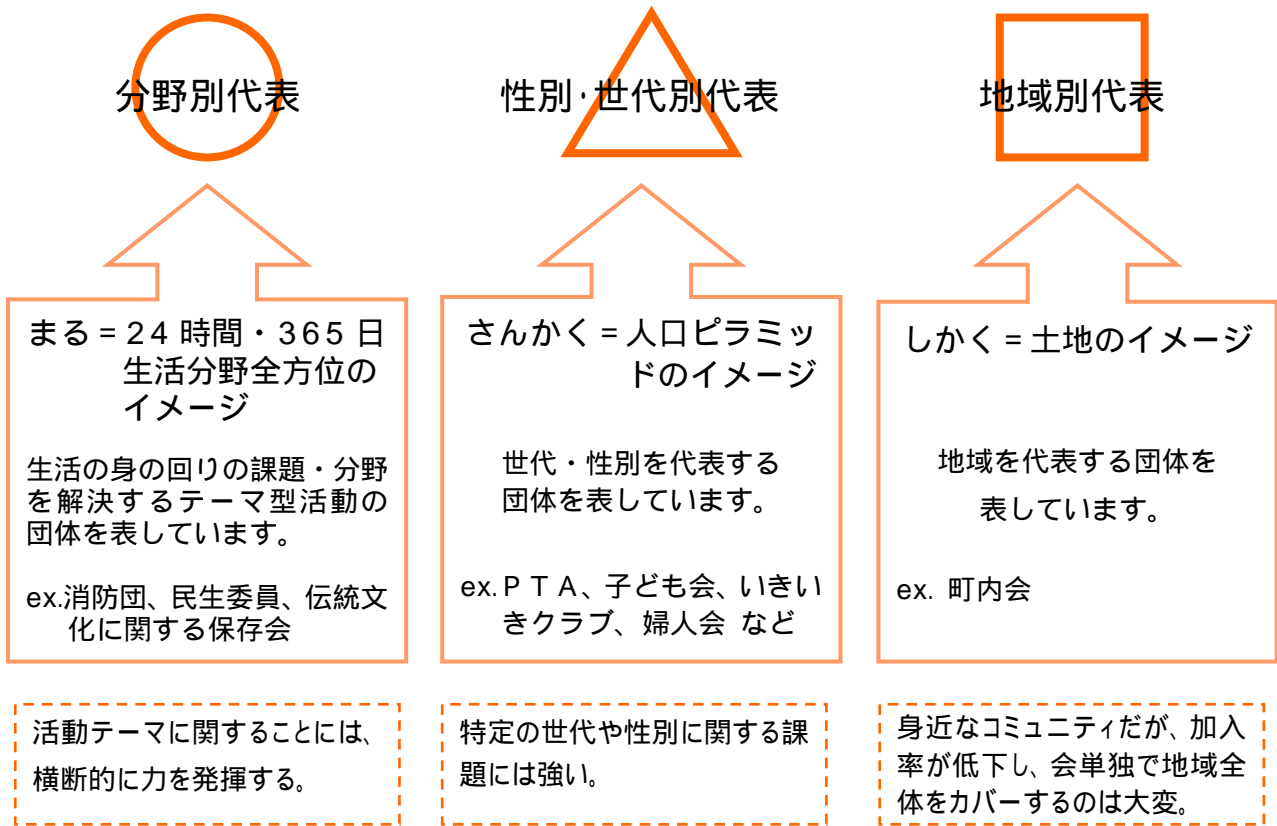 分野別代表
まる＝24時間・365日
生活分野全方位の
イメージ
生活の身の回りの課題・分野
を解決するテーマ型活動の
団体を表しています。
ex.消防団、民生委員、伝統文
化に関する保存会
活動テーマに関することには、
横断的に力を発揮する。
性別・世代別代表
さんかく＝人口ピラミッ
ドのイメージ
世代・性別を代表する
団体を表しています。
ex.ＰＴＡ、子ども会、いきい
きクラブ、婦人会 など
特定の世代や性別に関する課
題には強い。
地域別代表
しかく＝土地のイメージ
地域を代表する団体を
表しています。
ex. 町内会
身近なコミュニティだが、加入
率が低下し、会単独で地域全
体をカバーするのは大変。